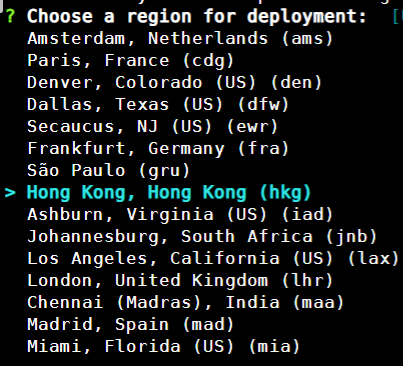 ? Choose a region for deployment: [
Amsterdam, Netherlands (ams)
Paris, France (cdg)
Denver, Colorado (US) (den)
Dallas, Texas (US) (dfw)
Secaucus, NJ (US) (ewr)
Frankfurt, Germany (fra)
São Paulo (gru)
> Hong Kong, Hong Kong (hkg)
Ashburn, Virginia (US) (iad)
Johannesburg, South Africa (jnb)
Los Angeles, California (US) (lax)
London, United Kingdom (lhr)
Chennai (Madras), India (maa)
Madrid, Spain (mad)
Miami, Florida (US) (mia)